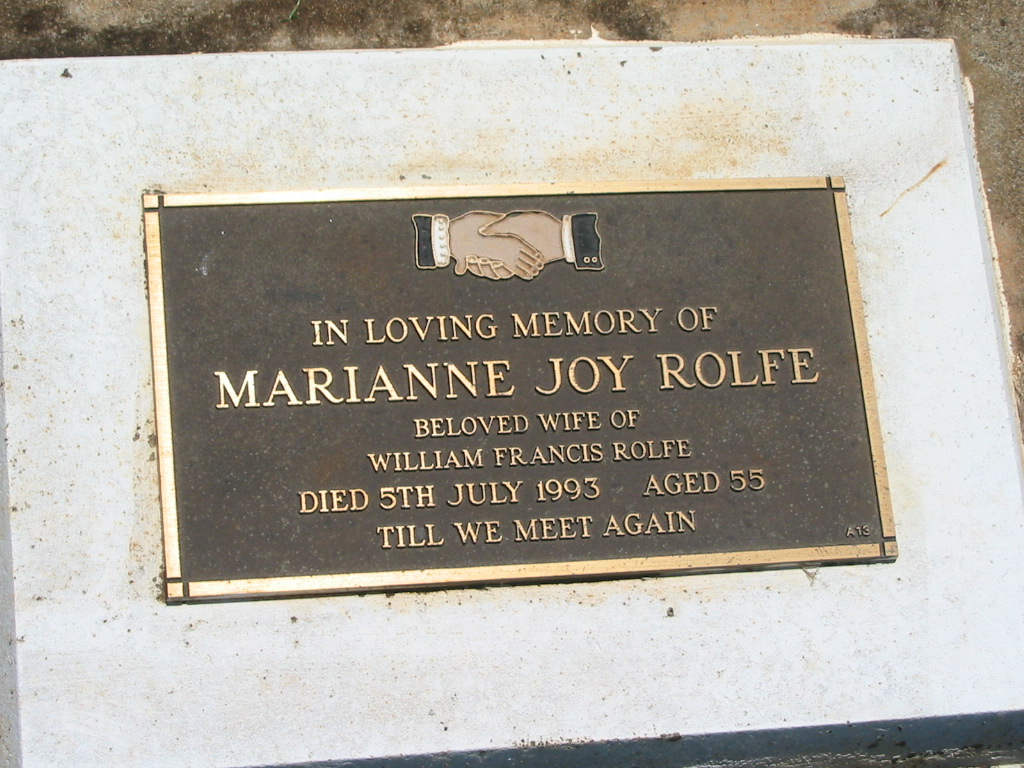 IN LOVING MEMORY OF
MARIANNE JOY ROLFE
BELOVED WIFE OF
WILLIAM FRANCIS ROLFE
DIED 5TH JULY 1993 AGED 55
TILL WE MEET AGAIN
A13